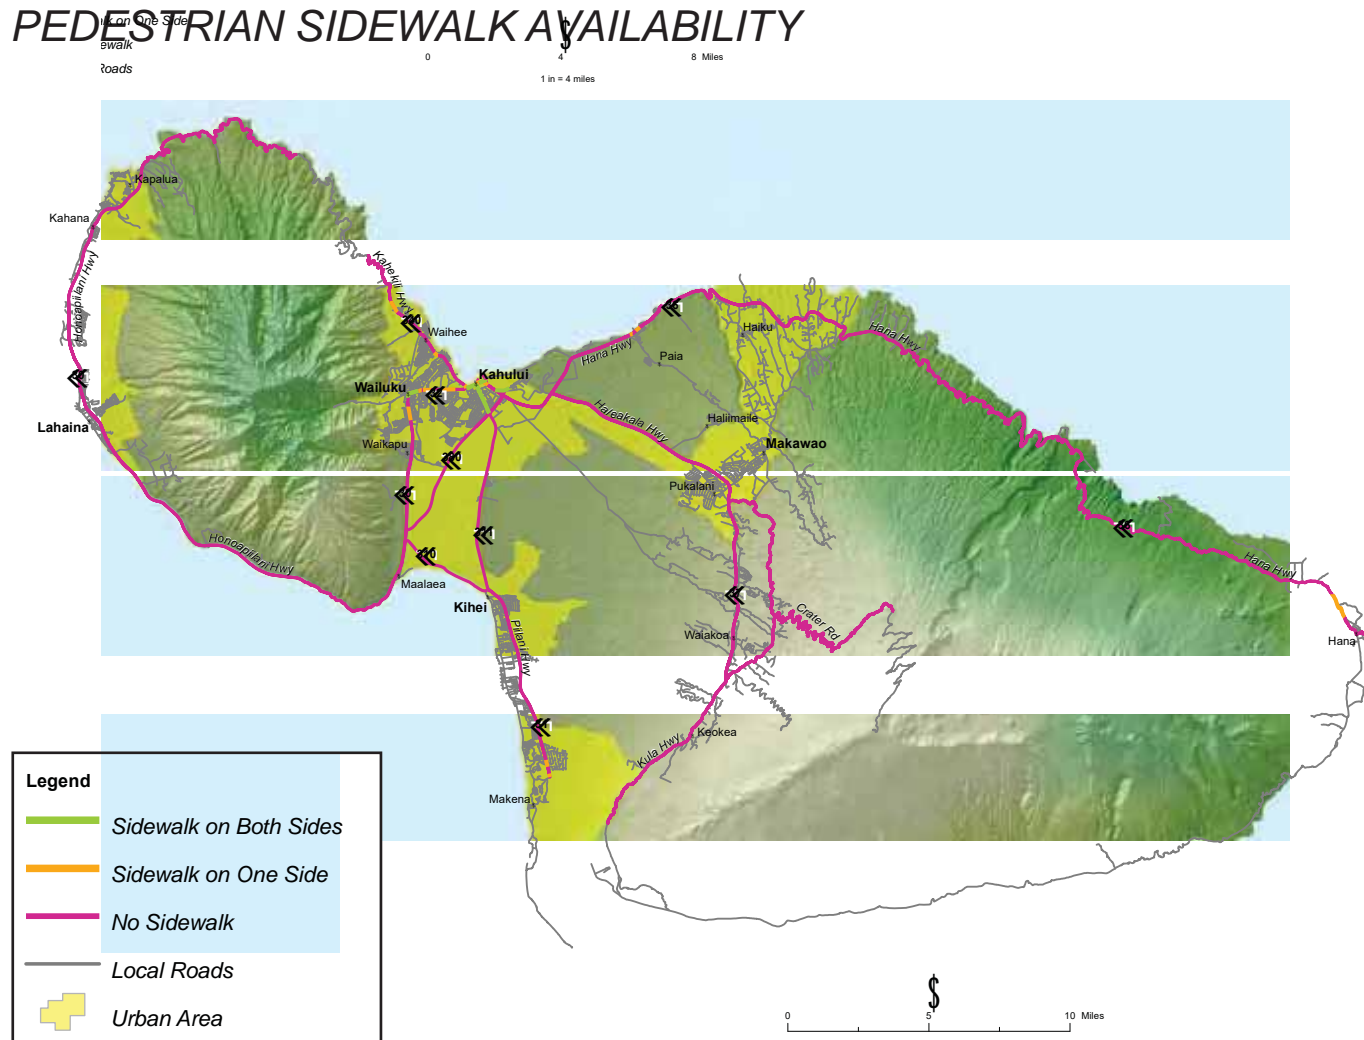 PEDESTRIAN SIDEWALK AVAILABILITY
on One Side
ewalk
Roads
0 4 8 Miles
1 in = 4 miles
Kapalua
Kahana
Honoapiilani Hwy
Kahekili Hwy
Waihee
Haiku
Hana Hwy
Hana Hwy
Paia
Kahului
Wailuku
Haleakala Hwy
Haliimaile
Lahaina
Waikapu
Makawao
Pukalani
Honoapiilani Hwy
Maalaea
Hana Hwy
Kihei
Crater Rd
Piilani Hwy
Waiakoa
Hana
Keokea
Kula Hwy
Makena
Legend
Sidewalk on Both Sides
Sidewalk on One Side
No Sidewalk
Local Roads
Urban Area
0 5 10 Miles